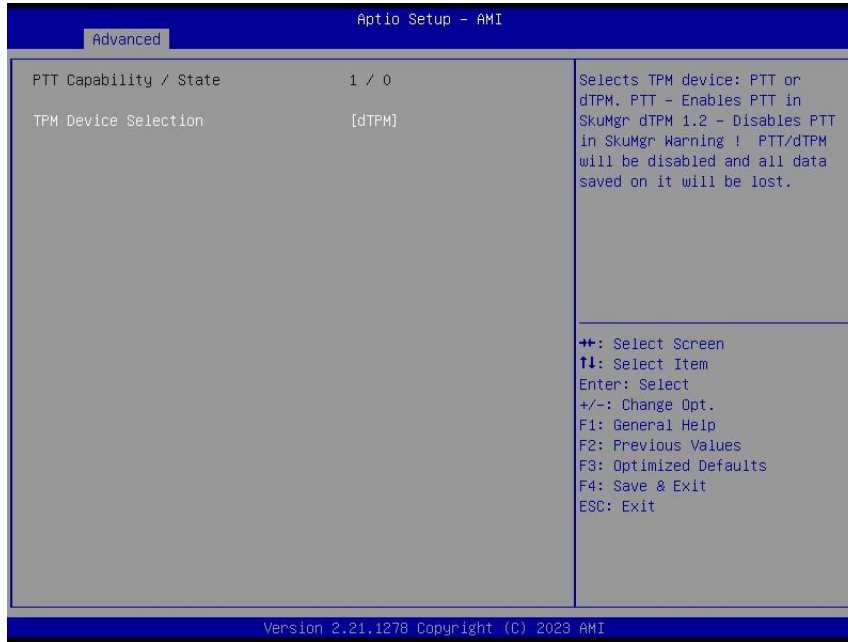 Aptio Setup - AMI
Advanced
PTT Capability / State 1 / 0
TPM Device Selection [dTPM]
Selects TPM device: PTT or
dTPM. PTT - Enables PTT in
SkuMgr dTPM 1.2 - Disables PTT
in SkuMgr Warning ! PTT/dTPM
will be disabled and all data
saved on it will be lost.
→←: Select Screen
↑↓: Select Item
Enter: Select
+/-: Change Opt.
F1: General Help
F2: Previous Values
F3: Optimized Defaults
F4: Save & Exit
ESC: Exit
Version 2.21.1278 Copyright (C) 2023 AMI